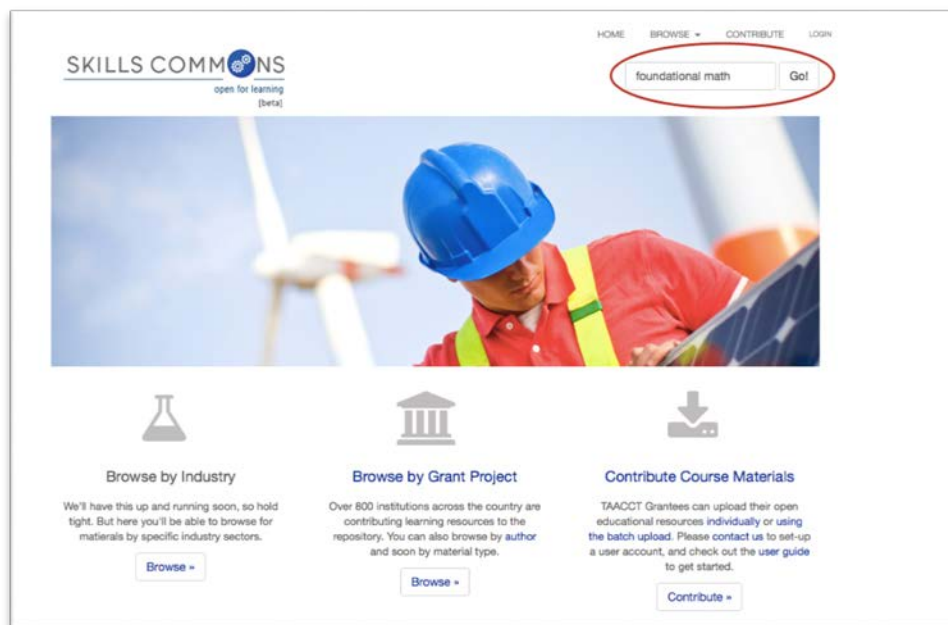 HOME BROWSE CONTRIBUTE LOGIN
SKILLS COMMONS
open for learning
[beta]
foundational math Go!
Browse by Industry
We'll have this up and running soon, so hold
tight. But here you'll be able to browse for
matierals by specific industry sectors.
Browse »
Browse by Grant Project
Over 800 institutions across the country are
contributing learning resources to the
repository. You can also browse by author
and soon by material type.
Browse »
Contribute Course Materials
TAACCT Grantees can upload their open
educational resources individually or using
the batch upload. Please contact us to set-up
a user account, and check out the user guide
to get started.
Contribute »